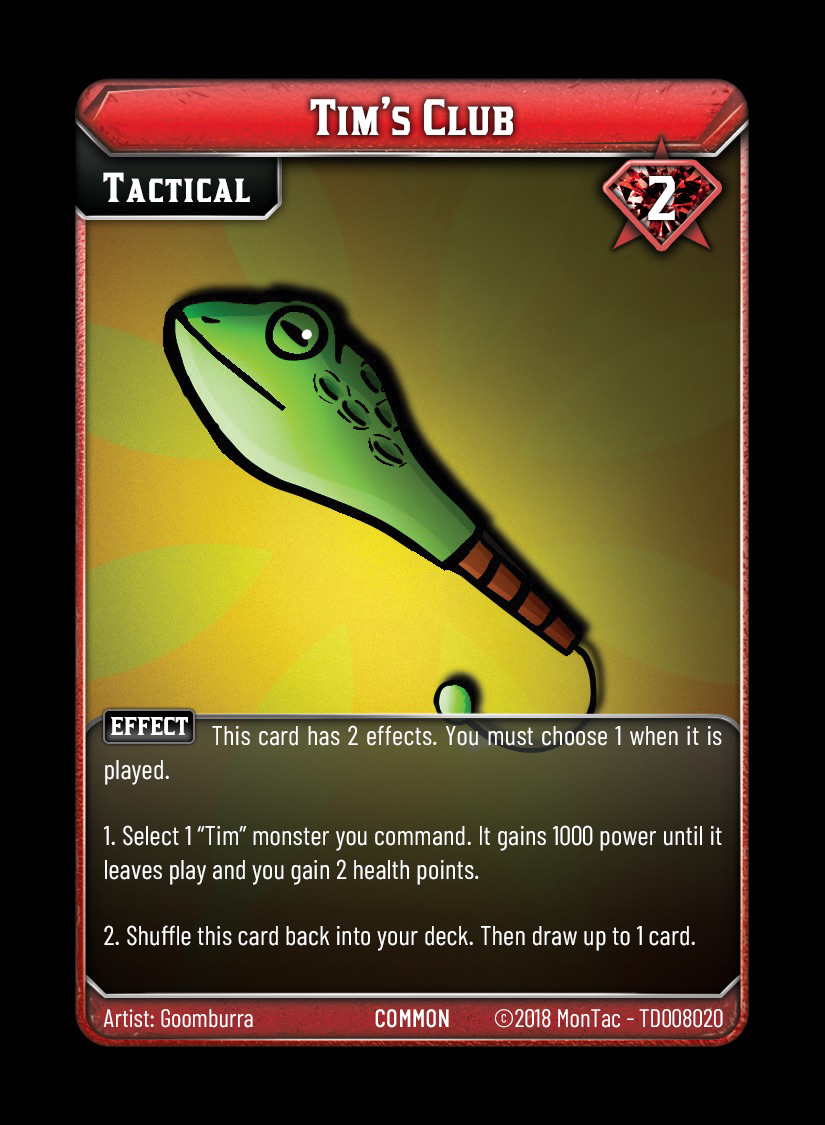 Tim's Club
Tactical
2
EFFECT This card has 2 effects. You must choose 1 when it is
played.
1. Select 1 “Tim” monster you command. It gains 1000 power until it
leaves play and you gain 2 health points.
2. Shuffle this card back into your deck. Then draw up to 1 card.
Artist: Goomburra COMMON ©2018 MonTac - TD008020